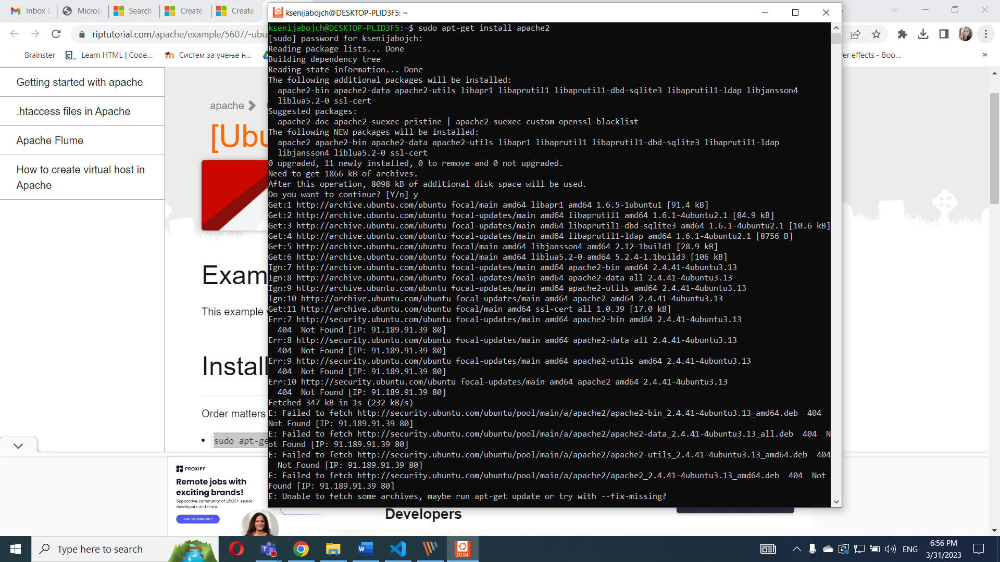 Inbox (
Microso
Search
Create
Create
riptutorial.com/apache/example/5607/-ubu
Brainster
Learn HTML | Code...
Систем за учење н...
er effects - Boo...
»
Getting started with apache
.htaccess files in Apache
Apache Flume
How to create virtual host in
Apache
apache
[Ubu
Exam
This example
Install
Order matters
sudo apt-ge
PROXIFY
Remote jobs with
exciting brands!
Supportive community of 2500+ senior
developers and more.
JOIN THE COMMUNITY
Developers
ksenijabojch@DESKTOP-PLID3F5: ~
ksenijabojch@DESKTOP-PLID3F5:~$ sudo apt-get install apache2
[sudo] password for ksenijabojch:
Reading package lists... Done
Building dependency tree
Reading state information... Done
The following additional packages will be installed:
apache2-bin apache2-data apache2-utils libapr1 libaprutil1 libaprutil1-dbd-sqlite3 libaprutil1-ldap libjansson4
liblua5.2-0 ssl-cert
Suggested packages:
apache2-doc apache2-suexec-pristine | apache2-suexec-custom openssl-blacklist
The following NEW packages will be installed:
apache2 apache2-bin apache2-data apache2-utils libapr1 libaprutil1 libaprutil1-dbd-sqlite3 libaprutil1-ldap
libjansson4 liblua5.2-0 ssl-cert
0 upgraded, 11 newly installed, 0 to remove and 0 not upgraded.
Need to get 1866 kB of archives.
After this operation, 8098 kB of additional disk space will be used.
Do you want to continue? [Y/n] y
Get:1 http://archive.ubuntu.com/ubuntu focal/main amd64 libapr1 amd64 1.6.5-1ubuntu1 [91.4 kB]
Get:2 http://archive.ubuntu.com/ubuntu focal-updates/main amd64 libaprutil1 amd64 1.6.1-4ubuntu2.1 [84.9 kB]
Get:3 http://archive.ubuntu.com/ubuntu focal-updates/main amd64 libaprutil1-dbd-sqlite3 amd64 1.6.1-4ubuntu2.1 [10.6 kB]
Get:4 http://archive.ubuntu.com/ubuntu focal-updates/main amd64 libaprutil1-ldap amd64 1.6.1-4ubuntu2.1 [8756 B]
Get:5 http://archive.ubuntu.com/ubuntu focal/main amd64 libjansson4 amd64 2.12-1build1 [28.9 kB]
Get:6 http://archive.ubuntu.com/ubuntu focal/main amd64 liblua5.2-0 amd64 5.2.4-1.1build3 [106 kB]
Ign:7 http://archive.ubuntu.com/ubuntu focal-updates/main amd64 apache2-bin amd64 2.4.41-4ubuntu3.13
Ign:8 http://archive.ubuntu.com/ubuntu focal-updates/main amd64 apache2-data all 2.4.41-4ubuntu3.13
Ign:9 http://archive.ubuntu.com/ubuntu focal-updates/main amd64 apache2-utils amd64 2.4.41-4ubuntu3.13
Ign:10 http://archive.ubuntu.com/ubuntu focal-updates/main amd64 apache2 amd64 2.4.41-4ubuntu3.13
Get:11 http://archive.ubuntu.com/ubuntu focal/main amd64 ssl-cert all 1.0.39 [17.0 kB]
Err:7 http://security.ubuntu.com/ubuntu focal-updates/main amd64 apache2-bin amd64 2.4.41-4ubuntu3.13
404  Not Found [IP: 91.189.91.39 80]
Err:8 http://security.ubuntu.com/ubuntu focal-updates/main amd64 apache2-data all 2.4.41-4ubuntu3.13
404  Not Found [IP: 91.189.91.39 80]
Err:9 http://security.ubuntu.com/ubuntu focal-updates/main amd64 apache2-utils amd64 2.4.41-4ubuntu3.13
404  Not Found [IP: 91.189.91.39 80]
Err:10 http://security.ubuntu.com/ubuntu focal-updates/main amd64 apache2 amd64 2.4.41-4ubuntu3.13
404  Not Found [IP: 91.189.91.39 80]
Fetched 347 kB in 1s (232 kB/s)
E: Failed to fetch http://security.ubuntu.com/ubuntu/pool/main/a/apache2/apache2-bin_2.4.41-4ubuntu3.13_amd64.deb  404
Not Found [IP: 91.189.91.39 80]
E: Failed to fetch http://security.ubuntu.com/ubuntu/pool/main/a/apache2/apache2-data_2.4.41-4ubuntu3.13_all.deb  404  N
ot Found [IP: 91.189.91.39 80]
E: Failed to fetch http://security.ubuntu.com/ubuntu/pool/main/a/apache2/apache2-utils_2.4.41-4ubuntu3.13_amd64.deb  404
Not Found [IP: 91.189.91.39 80]
E: Failed to fetch http://security.ubuntu.com/ubuntu/pool/main/a/apache2/apache2_2.4.41-4ubuntu3.13_amd64.deb  404  Not
Found [IP: 91.189.91.39 80]
E: Unable to fetch some archives, maybe run apt-get update or try with --fix-missing?
Type here to search
20.04
ENG
6:56 PM
3/31/2023